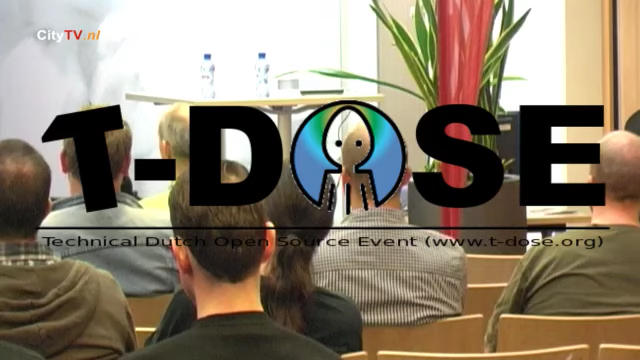 CityTV.nl
T-DOSE
Technical Dutch Open Source Event (www.t-dose.org)